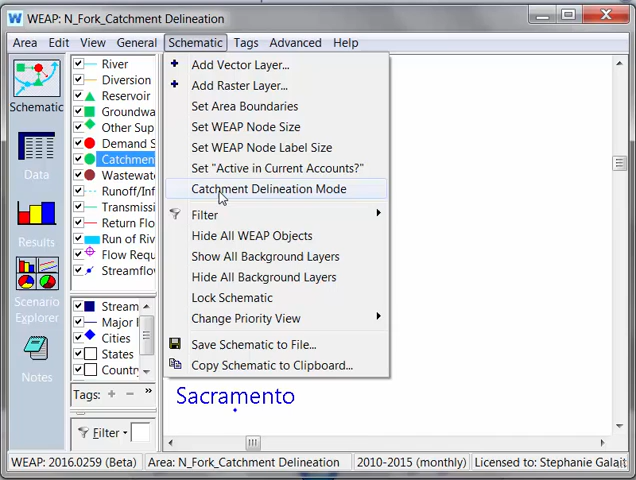 WEAP: N_Fork_Catchment Delineation
Area Edit View General Schematic Tags Advanced Help
Schematic
Data
Results
Scenario
Explorer
Notes
River
Diversion
Reservoir
Groundwa
Other Sup
Demand S
Catchmen
Wastewate
Runoff/Inf
Transmissi
Return Flo
Run of Riv
Flow Requ
Streamflo
Stream
Major I
Cities
States
Country
Tags: + − »
Filter
Add Vector Layer...
Add Raster Layer...
Set Area Boundaries
Set WEAP Node Size
Set WEAP Node Label Size
Set "Active in Current Accounts?"
Catchment Delineation Mode
Filter
Hide All WEAP Objects
Show All Background Layers
Hide All Background Layers
Lock Schematic
Change Priority View
Save Schematic to File...
Copy Schematic to Clipboard...
Sacramento
WEAP: 2016.0259 (Beta) Area: N_Fork_Catchment Delineation 2010-2015 (monthly) Licensed to: Stephanie Galait